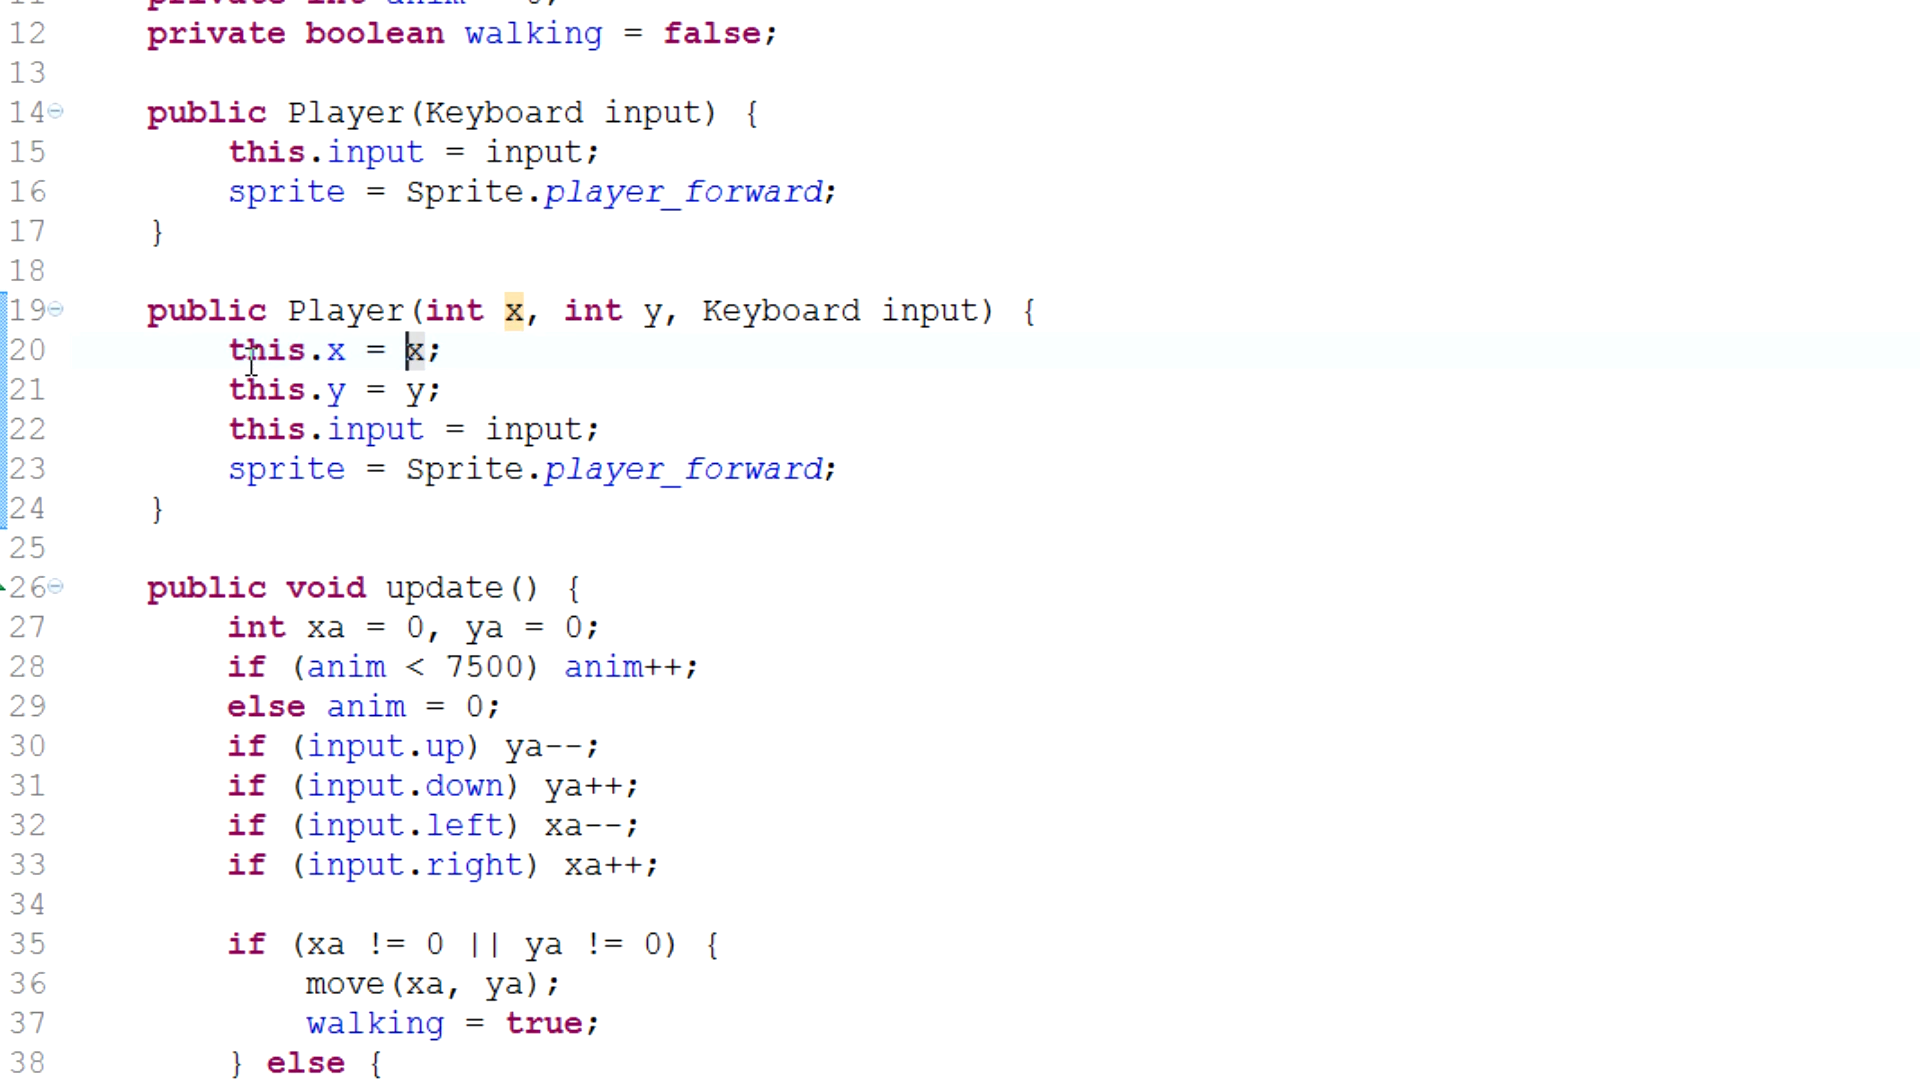 12 private boolean walking = false;
13
14 public Player(Keyboard input) {
15 this.input = input;
16 sprite = Sprite.player_forward;
17 }
18
19 public Player(int x, int y, Keyboard input) {
20 this.x = x;
21 this.y = y;
22 this.input = input;
23 sprite = Sprite.player_forward;
24 }
25
26 public void update() {
27 int xa = 0, ya = 0;
28 if (anim < 7500) anim++;
29 else anim = 0;
30 if (input.up) ya--;
31 if (input.down) ya++;
32 if (input.left) xa--;
33 if (input.right) xa++;
34
35 if (xa != 0 || ya != 0) {
36 move(xa, ya);
37 walking = true;
38 } else {